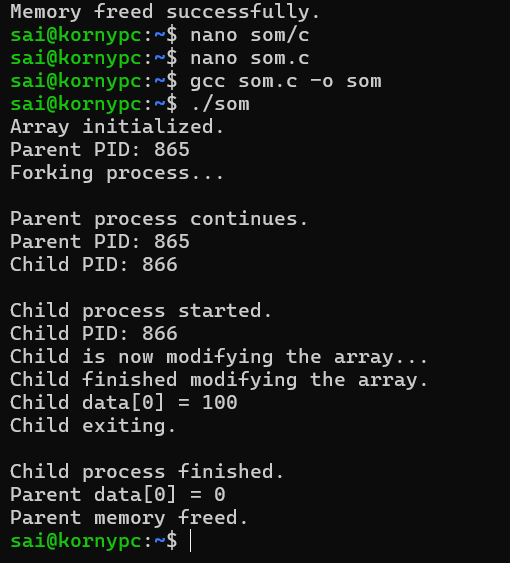 Memory freed successfully.
sai@kornypc:~$ nano som/c
sai@kornypc:~$ nano som.c
sai@kornypc:~$ gcc som.c -o som
sai@kornypc:~$ ./som
Array initialized.
Parent PID: 865
Forking process...

Parent process continues.
Parent PID: 865
Child PID: 866

Child process started.
Child PID: 866
Child is now modifying the array...
Child finished modifying the array.
Child data[0] = 100
Child exiting.

Child process finished.
Parent data[0] = 0
Parent memory freed.
sai@kornypc:~$